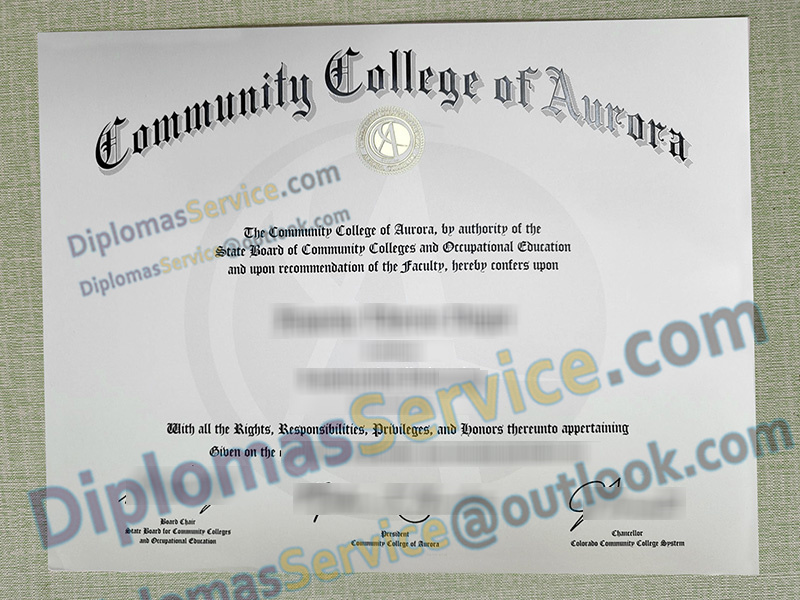 Community College of Aurora
DiplomasService.com
DiplomasService@outlook.com
The Community College of Aurora, by authority of the
State Board of Community Colleges and Occupational Education
and upon recommendation of the Faculty, hereby confers upon
DiplomasService.com
With all the Rights, Responsibilities, Privileges, and Honors thereunto appertaining
Given on the
DiplomasService@outlook.com
Board Chair
State Board for Community Colleges
and Occupational Education
President
Community College of Aurora
Chancellor
Colorado Community College System